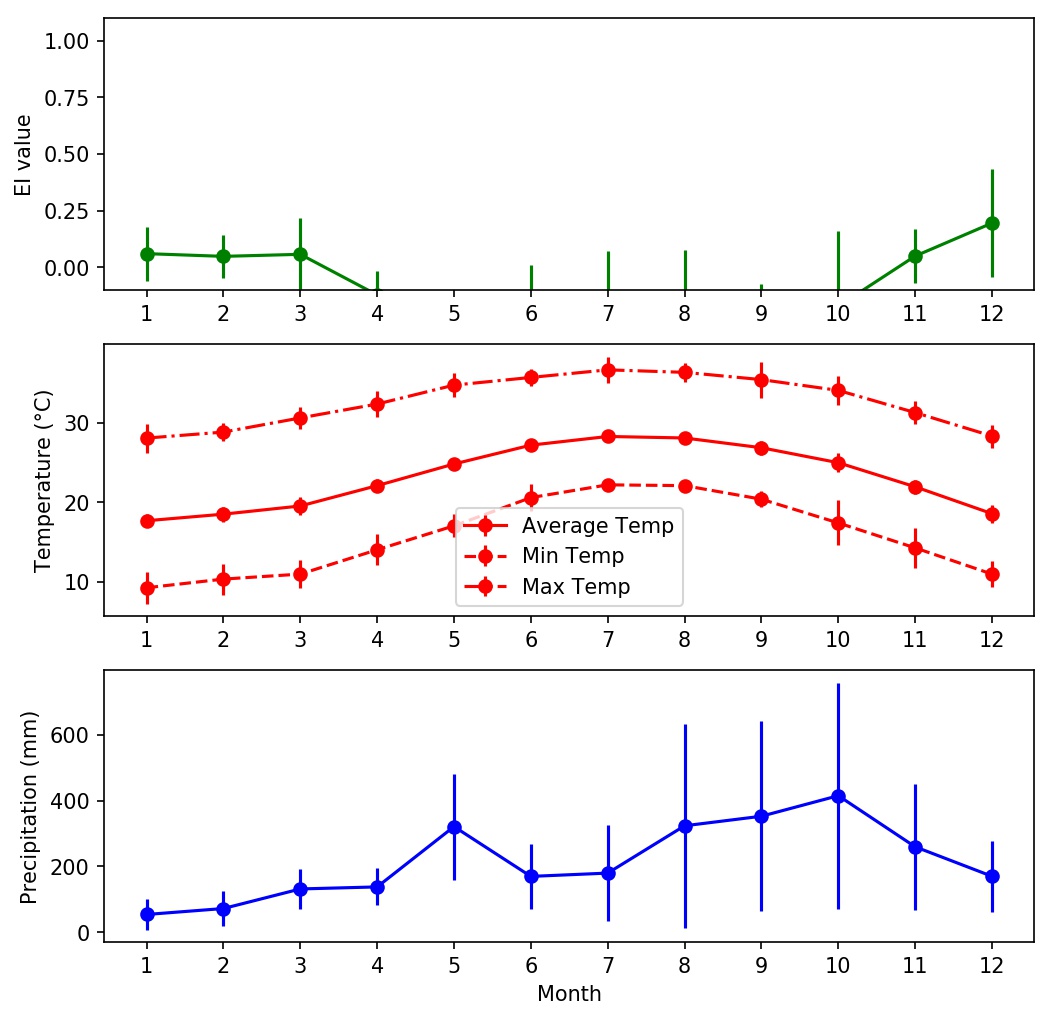 EI value
1.00
0.75
0.50
0.25
0.00
1 2 3 4 5 6 7 8 9 10 11 12
Temperature (°C)
30
20
10
Average Temp
Min Temp
Max Temp
1 2 3 4 5 6 7 8 9 10 11 12
Precipitation (mm)
600
400
200
0
1 2 3 4 5 6 7 8 9 10 11 12
Month